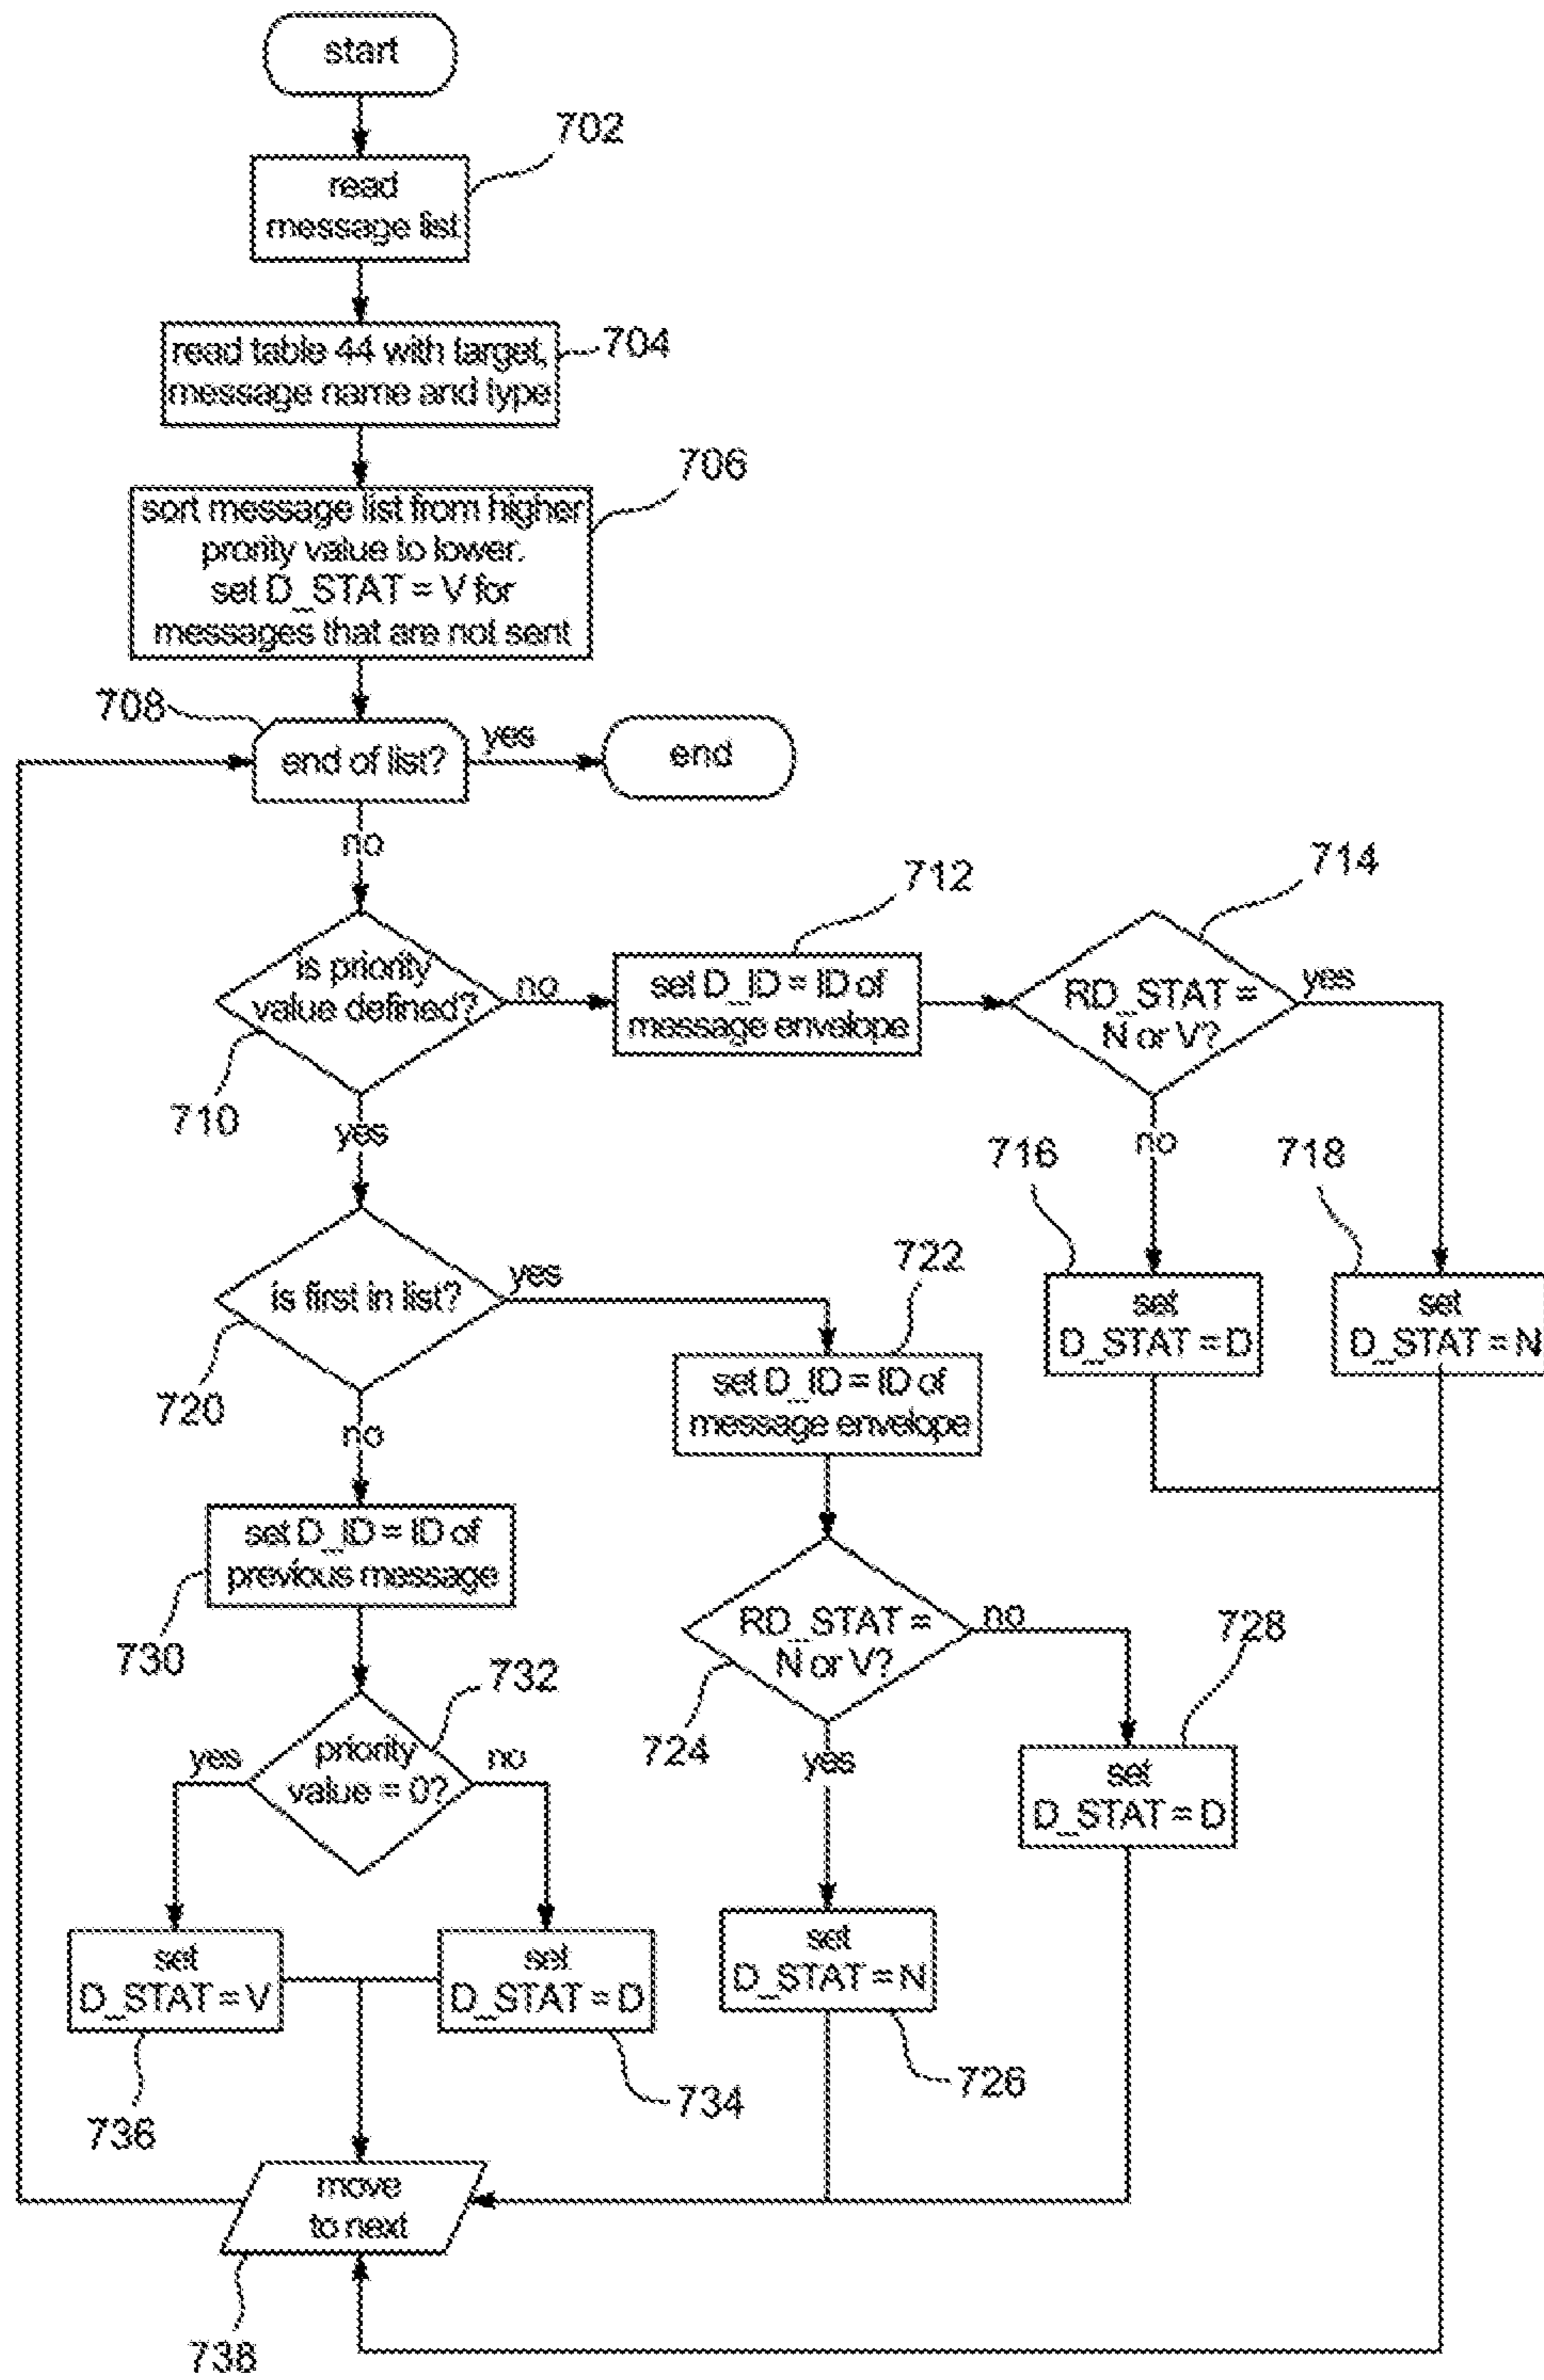 start
702
read
message list
read table 44 with target,
message name and type
704
706
sort message list from higher
prority value to lower.
set D_STAT = V for
messages that are not sent
708
end of list?
yes
end
no
712
714
is priority
value defined?
no
set D_ID = ID of
message envelope
RD_STAT =
N or V?
yes
710
yes
no
716
718
is first in list?
yes
722
set
D_STAT = D
set
D_STAT = N
720
no
set D_ID = ID of
message envelope
set D_ID = ID of
previous message
730
RD_STAT =
N or V?
no
728
732
724
yes
yes
priority
value = 0?
no
set
D_STAT = D
set
D_STAT = V
set
D_STAT = D
set
D_STAT = N
736
734
726
move
to next
738